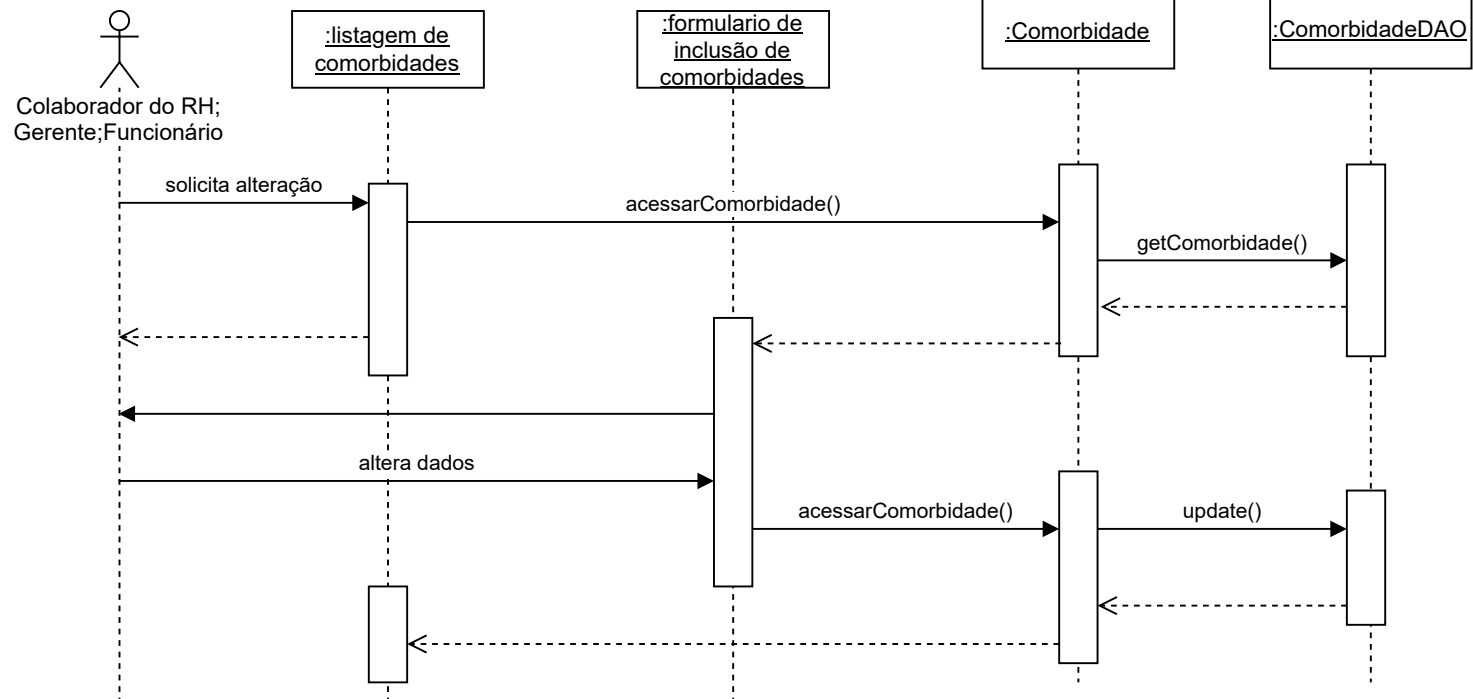 :listagem de
comorbidades
:formulario de
inclusão de
comorbidades
:Comorbidade
:ComorbidadeDAO
Colaborador do RH;
Gerente;Funcionário
solicita alteração
acessarComorbidade()
getComorbidade()
altera dados
acessarComorbidade()
update()